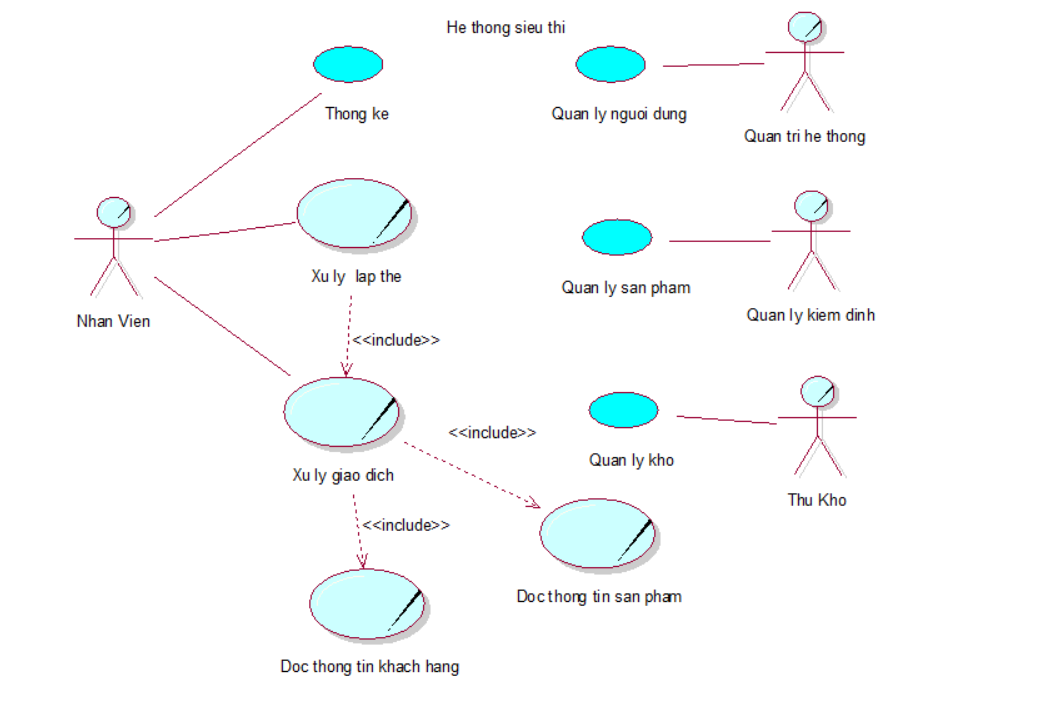 He thong sieu thi
Thong ke
Quan ly nguoi dung
Quan tri he thong
Xu ly lap the
Quan ly san pham
Quan ly kiem dinh
Nhan Vien
<<include>>
<<include>>
Quan ly kho
Xu ly giao dich
Thu Kho
<<include>>
Doc thong tin san pham
Doc thong tin khach hang